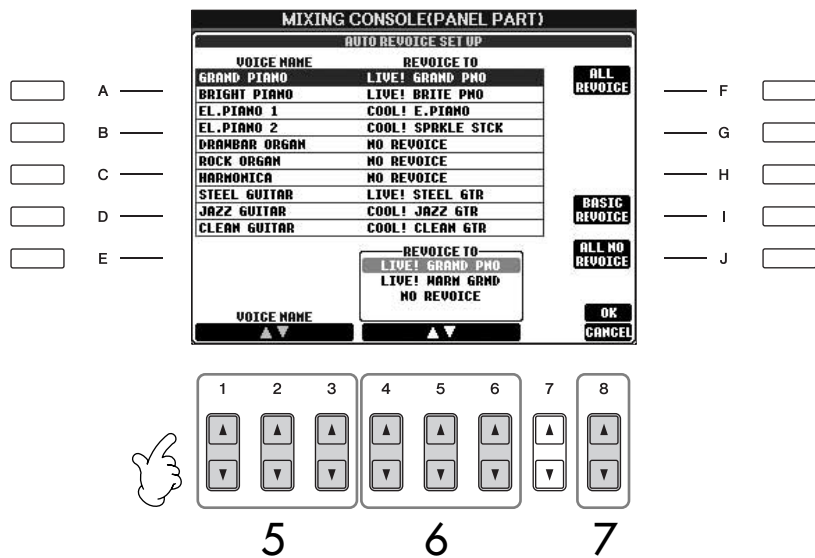 MIXING CONSOLE(PANEL PART)
AUTO REVOICE SET UP
VOICE NAME REVOICE TO
GRAND PIANO LIVE! GRAND PNO
BRIGHT PIANO LIVE! BRITE PNO
EL.PIANO 1 COOL! E.PIANO
EL.PIANO 2 COOL! SPRKLE STCK
DRAWBAR ORGAN NO REVOICE
ROCK ORGAN NO REVOICE
HARMONICA NO REVOICE
STEEL GUITAR LIVE! STEEL GTR
JAZZ GUITAR COOL! JAZZ GTR
CLEAN GUITAR COOL! CLEAN GTR
ALL
REVOICE
BASIC
REVOICE
ALL NO
REVOICE
REVOICE TO
LIVE! GRAND PNO
LIVE! WARM GRND
NO REVOICE
VOICE NAME
OK
CANCEL
A
B
C
D
E
F
G
H
I
J
1 2 3 4 5 6 7 8
5 6 7